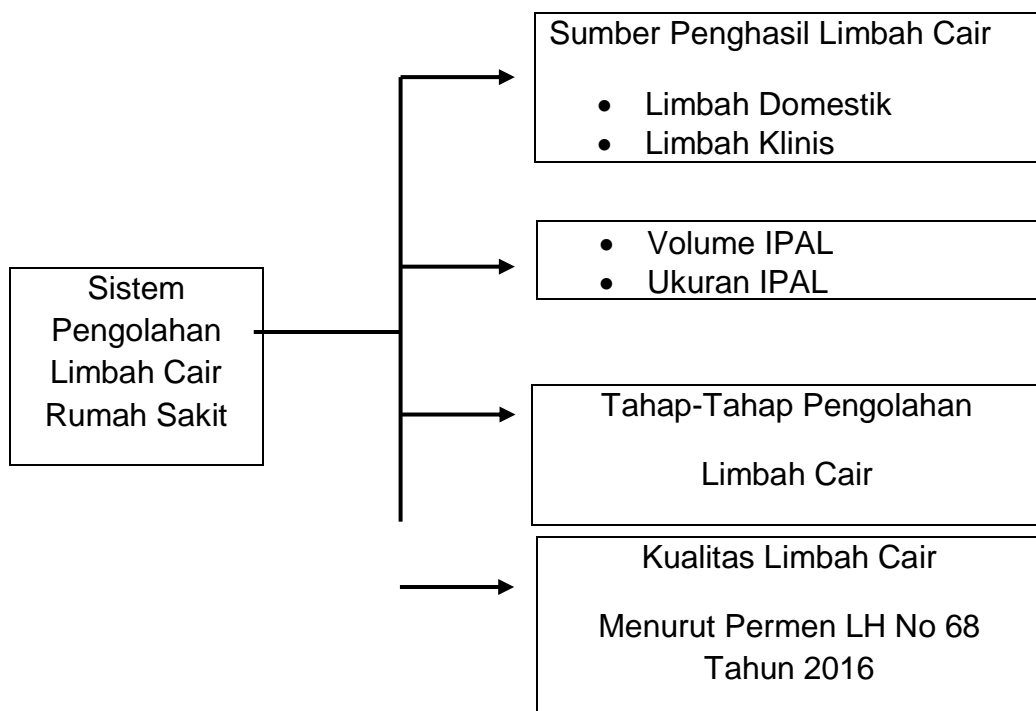 Sistem
Pengolahan
Limbah Cair
Rumah Sakit
Sumber Penghasil Limbah Cair
• Limbah Domestik
• Limbah Klinis
• Volume IPAL
• Ukuran IPAL
Tahap-Tahap Pengolahan
Limbah Cair
Kualitas Limbah Cair
Menurut Permen LH No 68
Tahun 2016